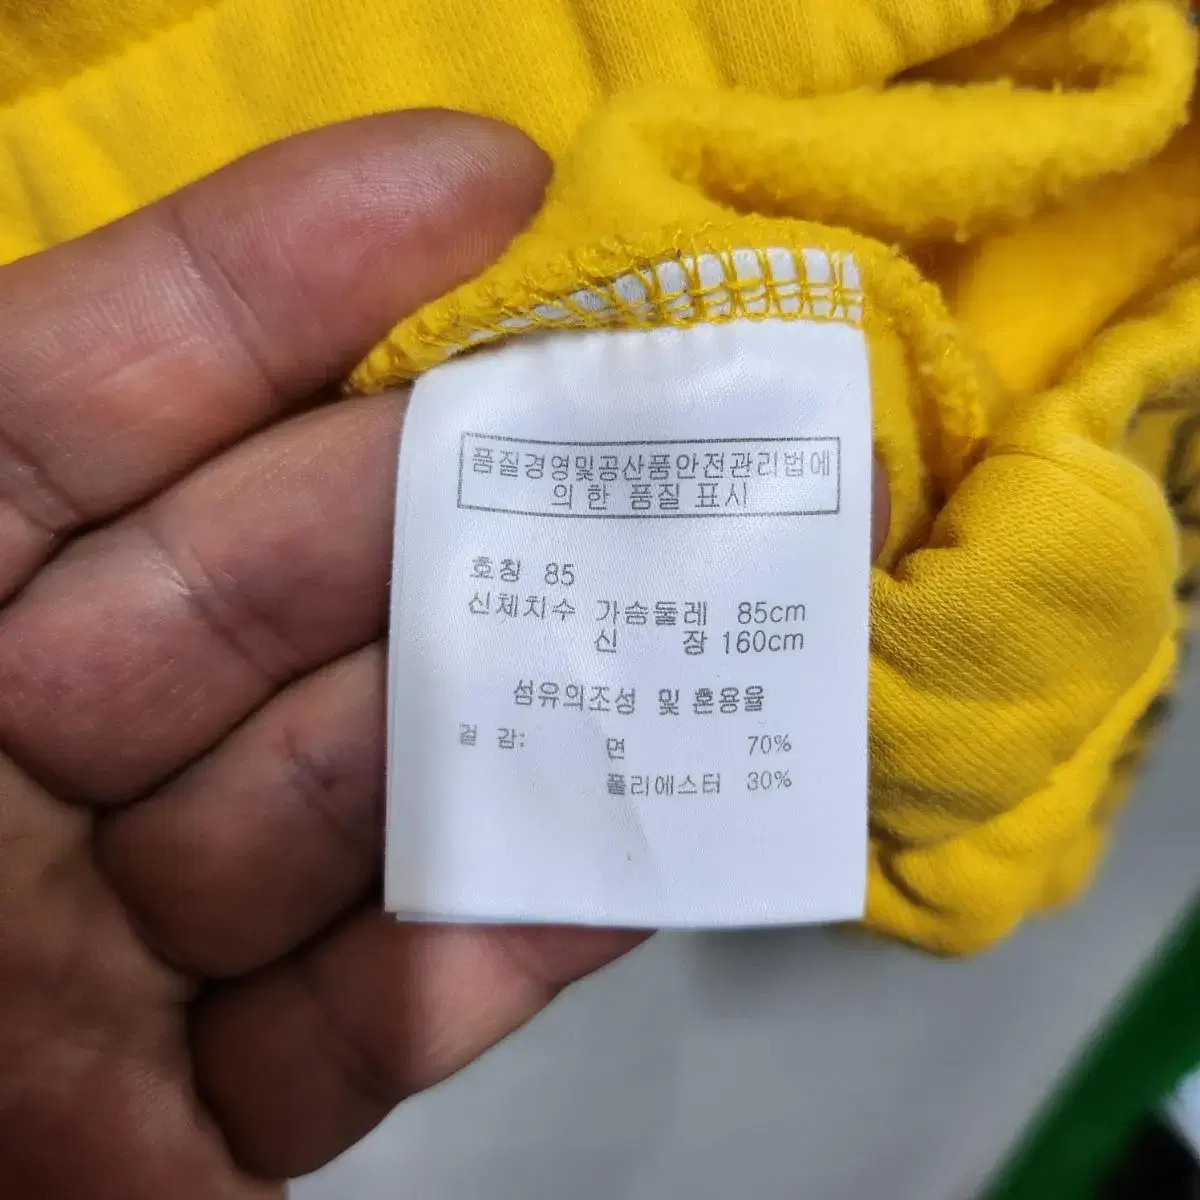 품질경영및공산품안전관리법에
의한 품질 표시
호칭 85
신체치수 가슴둘레 85cm
신 장 160cm
섬유의조성 및 혼용율
겉 감: 면 70%
폴리에스터 30%